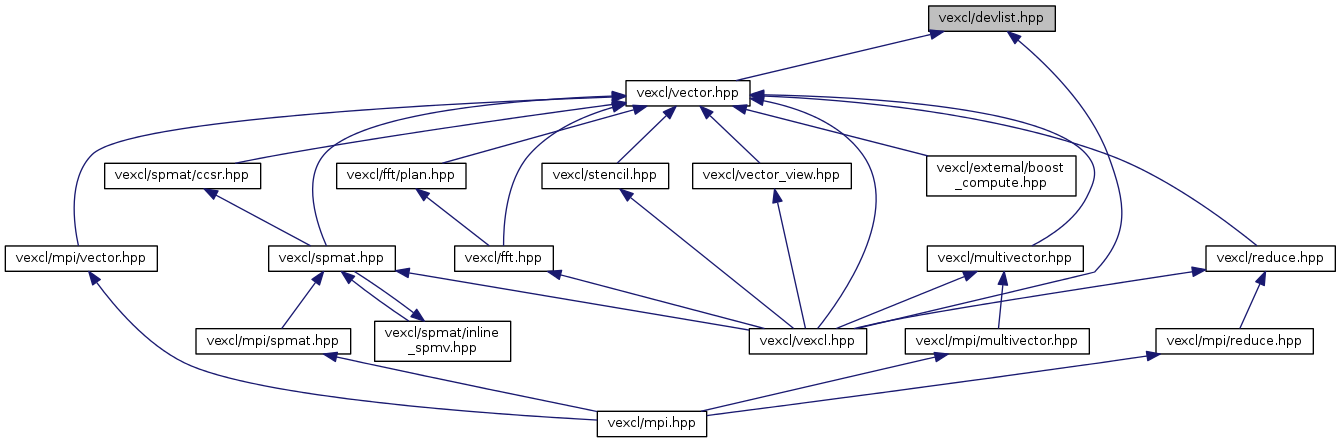 vexcl/devlist.hpp
vexcl/vector.hpp
vexcl/spmat/ccsr.hpp
vexcl/fft/plan.hpp
vexcl/stencil.hpp
vexcl/vector_view.hpp
vexcl/external/boost
_compute.hpp
vexcl/mpi/vector.hpp
vexcl/spmat.hpp
vexcl/fft.hpp
vexcl/multivector.hpp
vexcl/reduce.hpp
vexcl/mpi/spmat.hpp
vexcl/spmat/inline
_spmv.hpp
vexcl/vexcl.hpp
vexcl/mpi/multivector.hpp
vexcl/mpi/reduce.hpp
vexcl/mpi.hpp